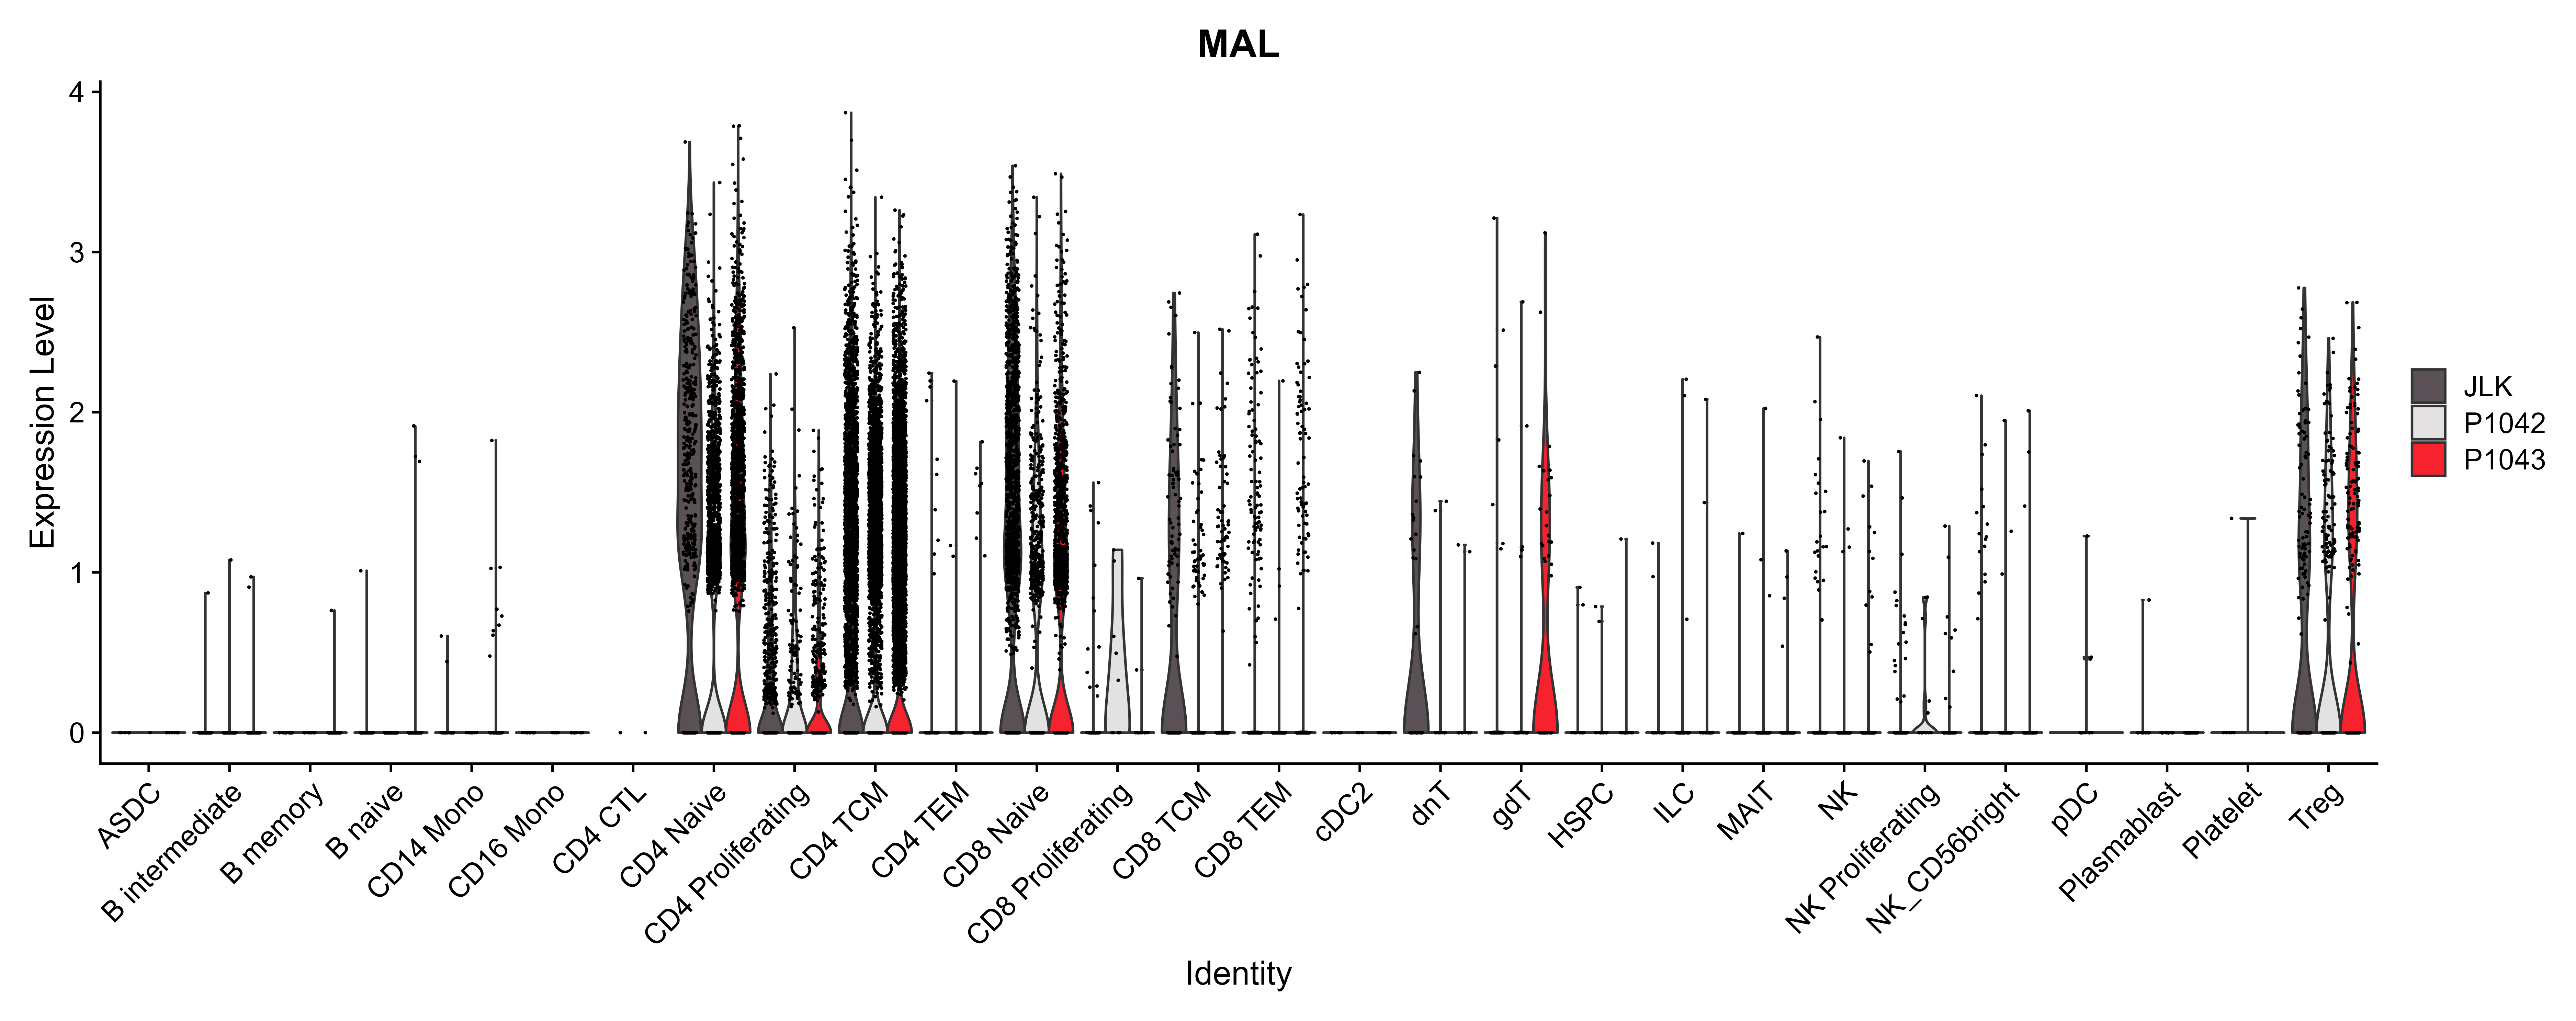 MAL
Expression Level
4
3
2
1
0
JLK
P1042
P1043
ASDC
B intermediate
B memory
B naive
CD14 Mono
CD16 Mono
CD4 CTL
CD4 Naive
CD4 Proliferating
CD4 TCM
CD4 TEM
CD8 Naive
CD8 Proliferating
CD8 TCM
CD8 TEM
cDC2
dnT
gdT
HSPC
ILC
MAIT
NK
NK Proliferating
NK_CD56bright
pDC
Plasmablast
Platelet
Treg
Identity